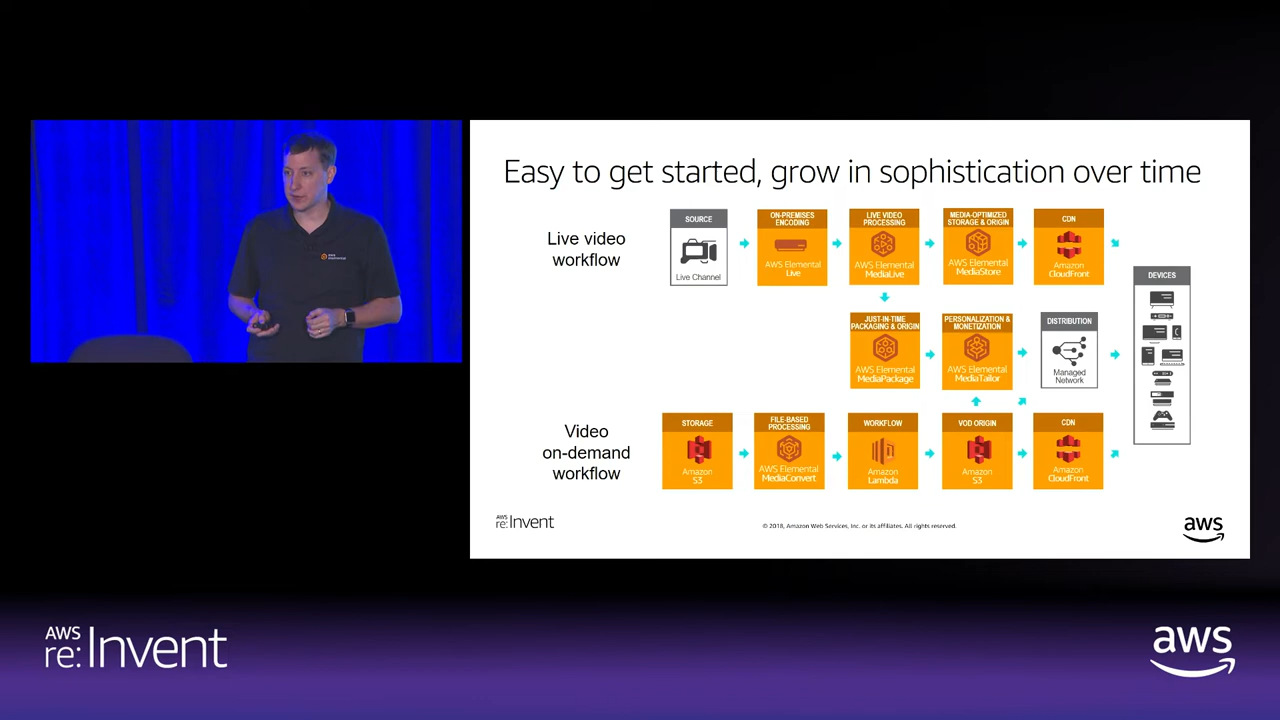 Easy to get started, grow in sophistication over time
Live video
workflow
SOURCE
Live Channel
ON-PREMISES
ENCODING
AWS Elemental
Live
LIVE VIDEO
PROCESSING
AWS Elemental
MediaLive
MEDIA-OPTIMIZED
STORAGE & ORIGIN
AWS Elemental
MediaStore
CDN
Amazon
CloudFront
DEVICES
JUST-IN-TIME
PACKAGING & ORIGIN
AWS Elemental
MediaPackage
PERSONALIZATION &
MONETIZATION
AWS Elemental
MediaTailor
DISTRIBUTION
Managed
Network
Video
on-demand
workflow
STORAGE
Amazon
S3
FILE-BASED
PROCESSING
AWS Elemental
MediaConvert
WORKFLOW
Amazon
Lambda
VOD ORIGIN
Amazon
S3
CDN
Amazon
CloudFront
AWS
re:Invent
© 2018, Amazon Web Services, Inc. or its affiliates. All rights reserved.
aws
AWS
re:Invent
aws